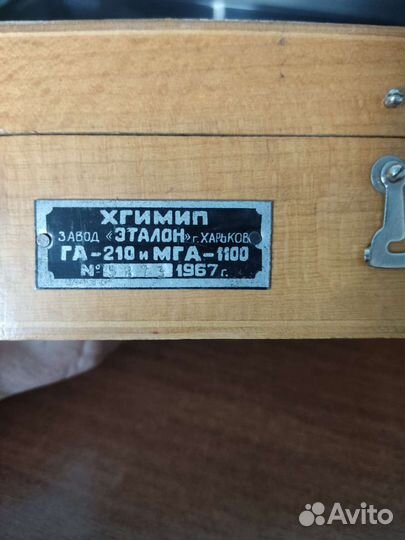 ХГИМИП
ЗАВОД «ЭТАЛОН» г. ХАРЬКОВ
ГА-210 и МГА-1100
№ 1967 г.
Avito